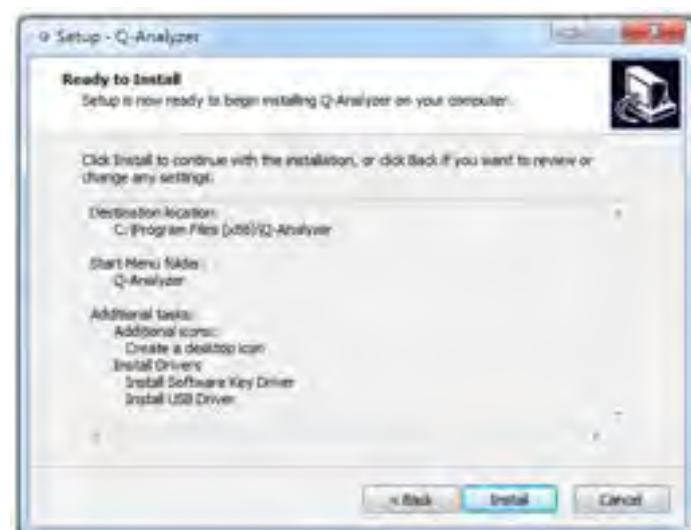 Setup - Q-Analyzer
Ready to Install
Setup is now ready to begin installing Q-Analyzer on your computer.
Click Install to continue with the installation, or click Back if you want to review or
change any settings.
Destination location:
C:\Program Files (x86)\Q-Analyzer
Start Menu folder:
Q-Analyzer
Additional tasks:
Additional icons:
Create a desktop icon
Install Drivers
Install Software Key Driver
Install USB Driver
< Back
Install
Cancel